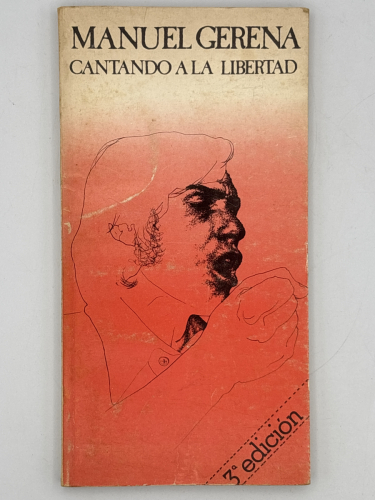 MANUEL GERENA
CANTANDO A LA LIBERTAD
3ª edición